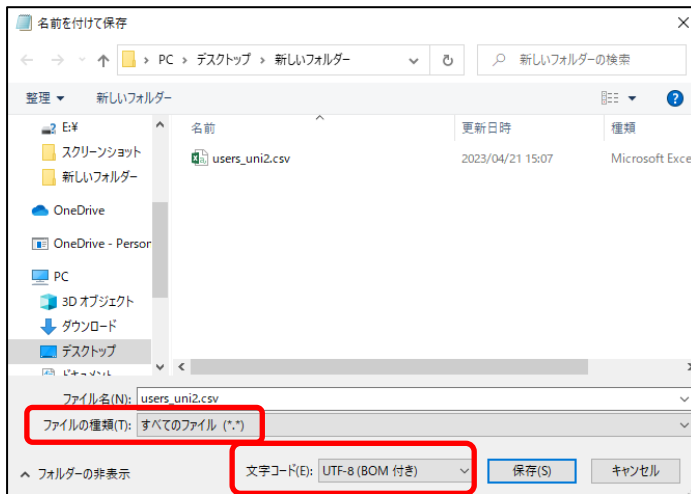 名前を付けて保存
PC > デスクトップ > 新しいフォルダー
新しいフォルダーの検索
整理
新しいフォルダー
E:¥
スクリーンショット
新しいフォルダー
OneDrive
OneDrive - Person
PC
3D オブジェクト
ダウンロード
デスクトップ
ドキュメント
名前
更新日時
種類
users_uni2.csv
2023/04/21 15:07
Microsoft Exce
ファイル名(N): users_uni2.csv
ファイルの種類(T): すべてのファイル (*.*)
フォルダーの非表示
文字コード(E): UTF-8 (BOM 付き)
保存(S)
キャンセル